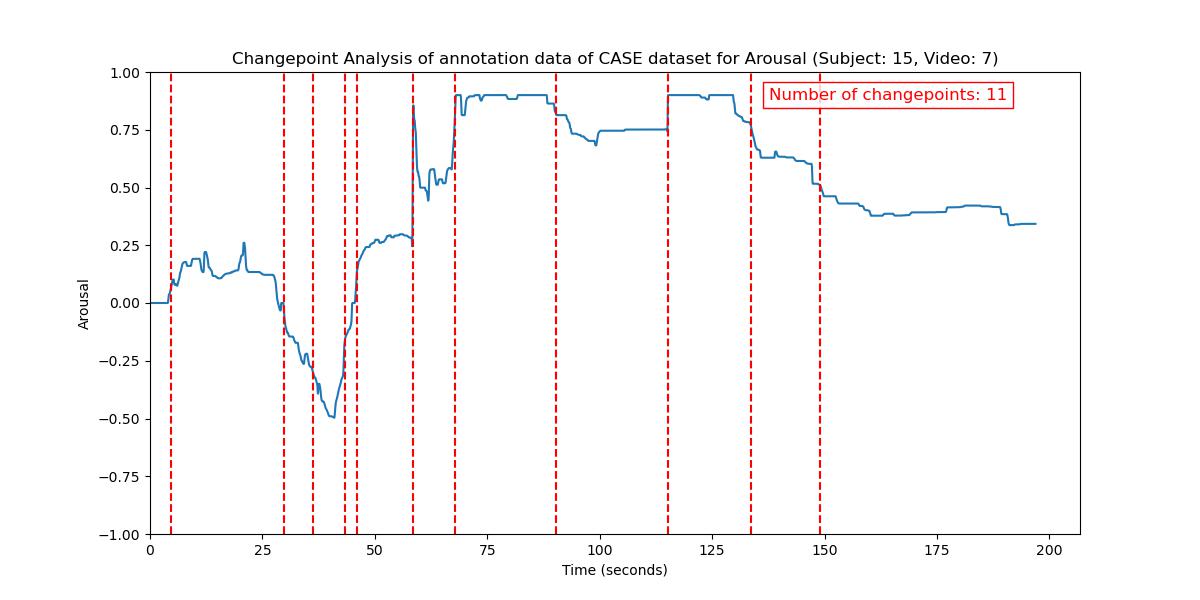 Changepoint Analysis of annotation data of CASE dataset for Arousal (Subject: 15, Video: 7)
Number of changepoints: 11
Arousal
1.00
0.75
0.50
0.25
0.00
−0.25
−0.50
−0.75
−1.00
0 25 50 75 100 125 150 175 200
Time (seconds)